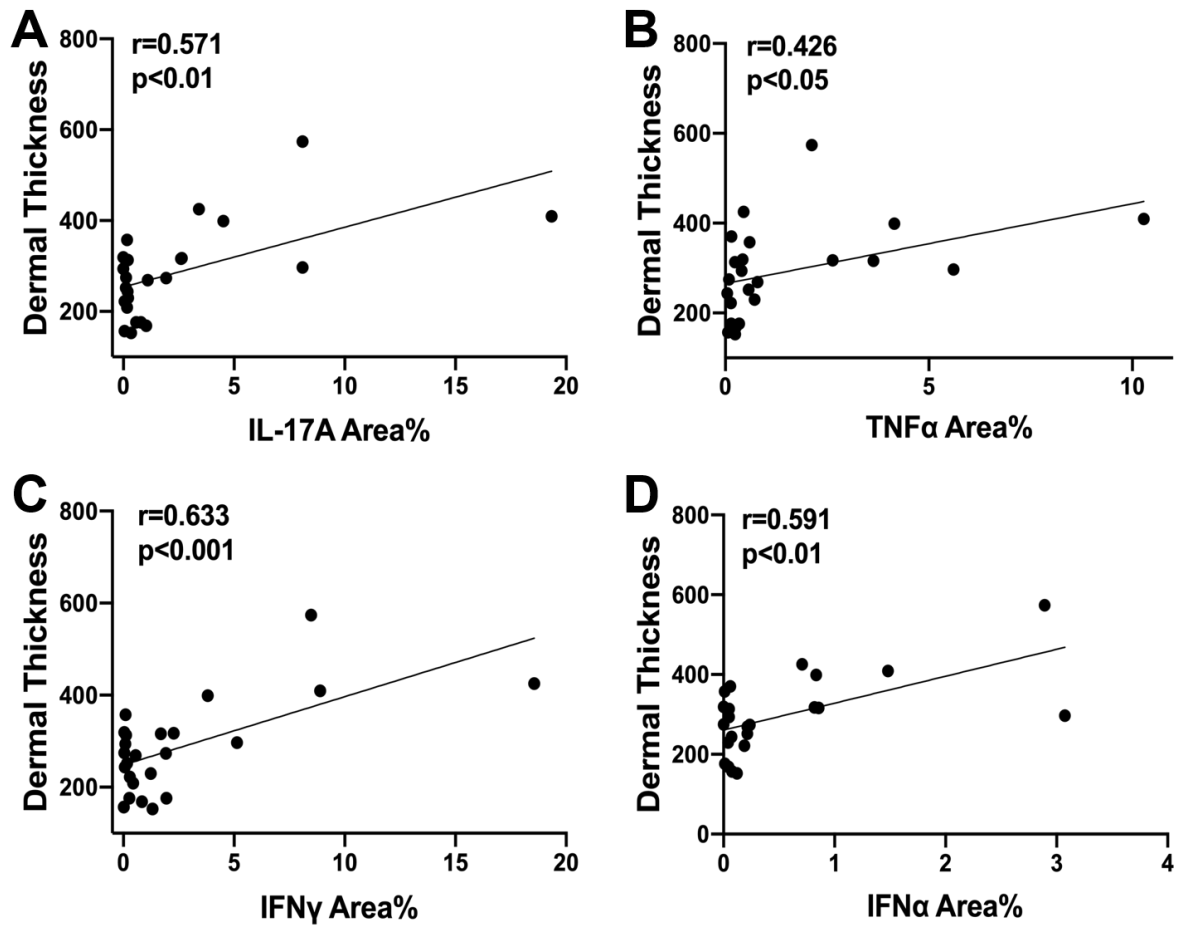 A
r=0.571
p<0.01
Dermal Thickness
800
600
400
200
0 5 10 15 20
IL-17A Area%
B
r=0.426
p<0.05
Dermal Thickness
800
600
400
200
0 5 10
TNFα Area%
C
r=0.633
p<0.001
Dermal Thickness
800
600
400
200
0 5 10 15 20
IFNγ Area%
D
r=0.591
p<0.01
Dermal Thickness
800
600
400
200
0
0 1 2 3 4
IFNα Area%